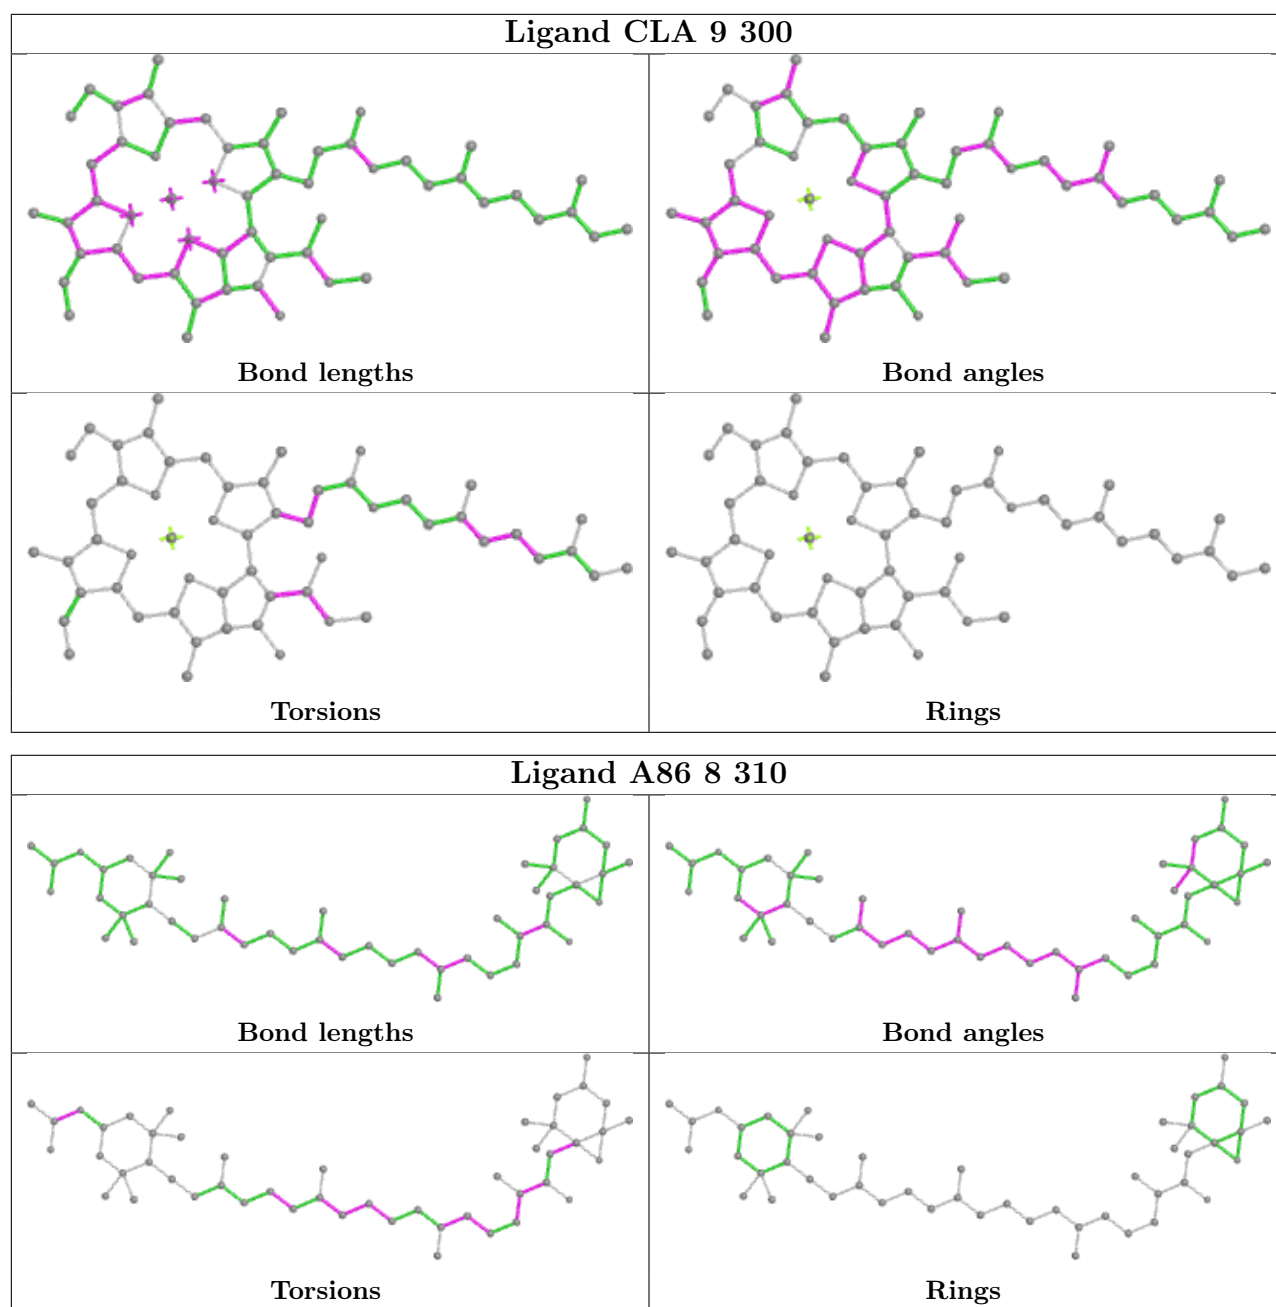 Ligand CLA 9 300
Bond lengths
Bond angles
Torsions
Rings
Ligand A86 8 310
Bond lengths
Bond angles
Torsions
Rings